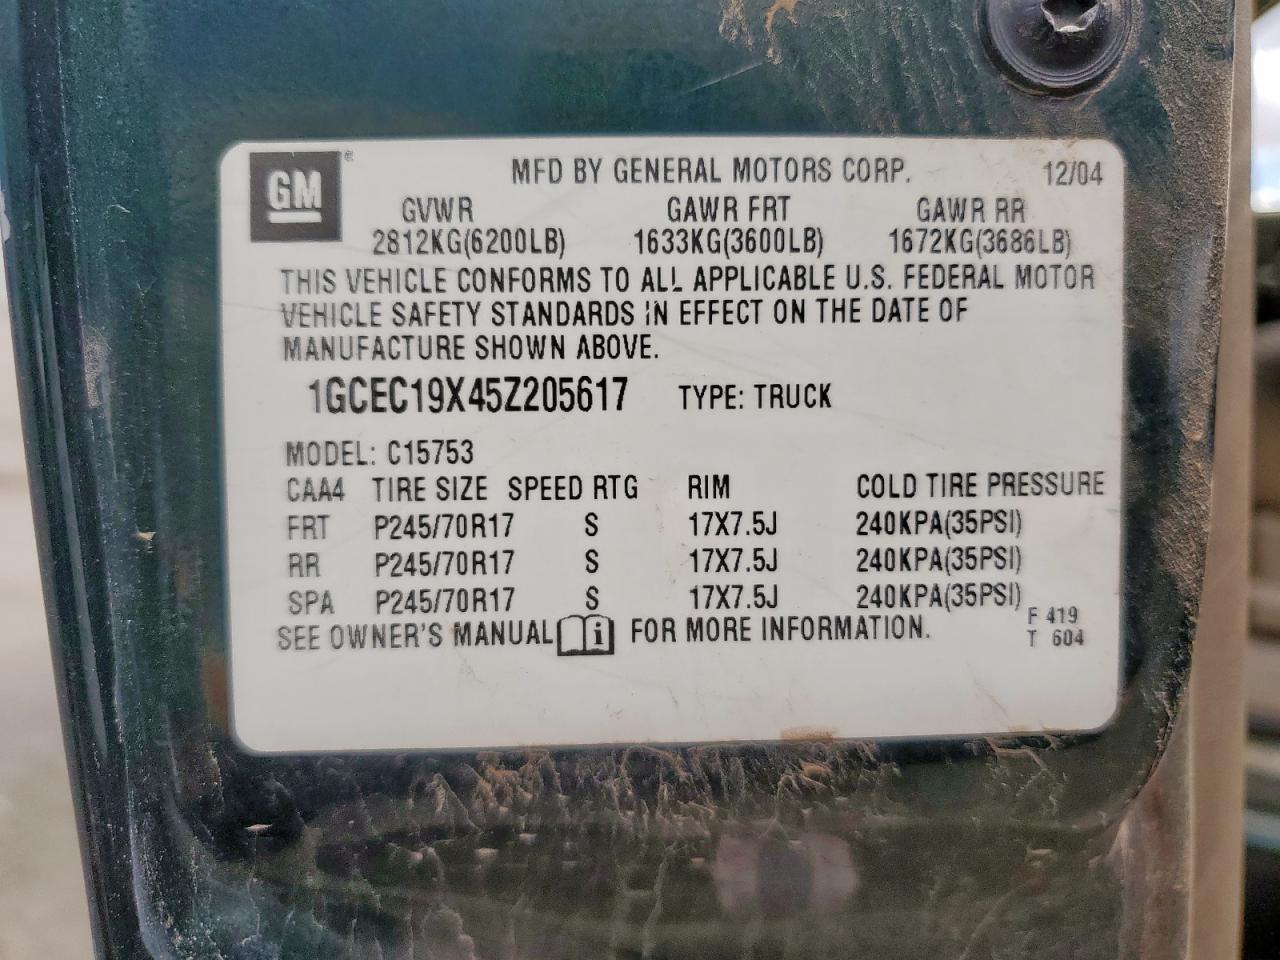 GM® MFD BY GENERAL MOTORS CORP. 12/04
GVWR GAWR FRT GAWR RR
2812KG(6200LB) 1633KG(3600LB) 1672KG(3686LB)
THIS VEHICLE CONFORMS TO ALL APPLICABLE U.S. FEDERAL MOTOR
VEHICLE SAFETY STANDARDS IN EFFECT ON THE DATE OF
MANUFACTURE SHOWN ABOVE.
1GCEC19X45Z205617 TYPE: TRUCK
MODEL: C15753
CAA4 TIRE SIZE SPEED RTG RIM COLD TIRE PRESSURE
FRT P245/70R17 S 17X7.5J 240KPA(35PSI)
RR P245/70R17 S 17X7.5J 240KPA(35PSI)
SPA P245/70R17 S 17X7.5J 240KPA(35PSI)
SEE OWNER'S MANUAL i FOR MORE INFORMATION.
F 419
T 604